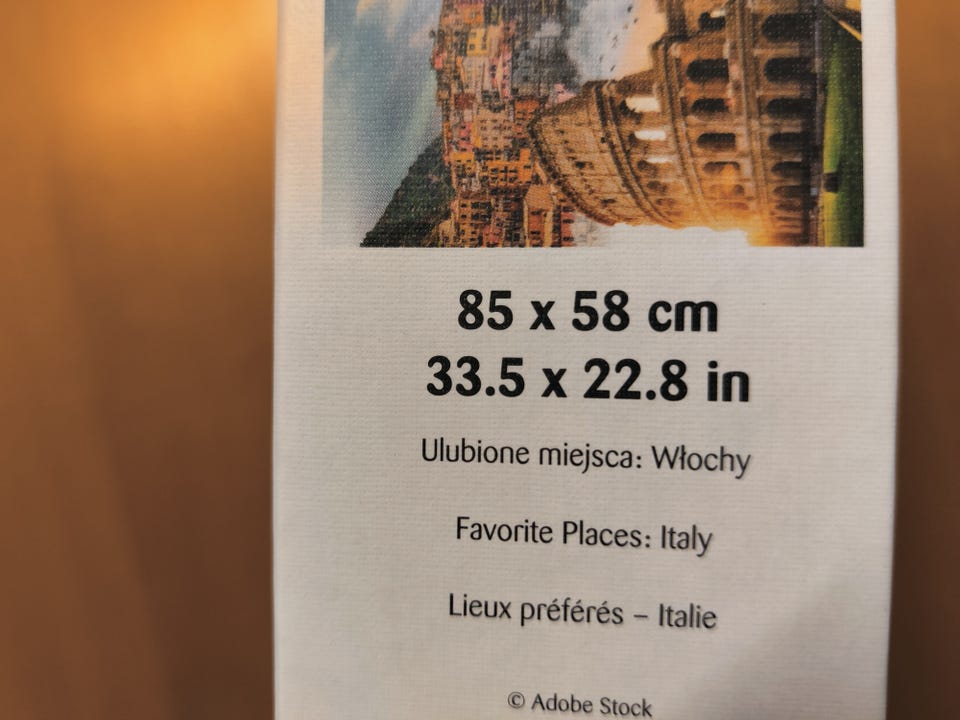 85 x 58 cm
33.5 x 22.8 in
Ulubione miejsca: Włochy
Favorite Places: Italy
Lieux préférés – Italie
© Adobe Stock